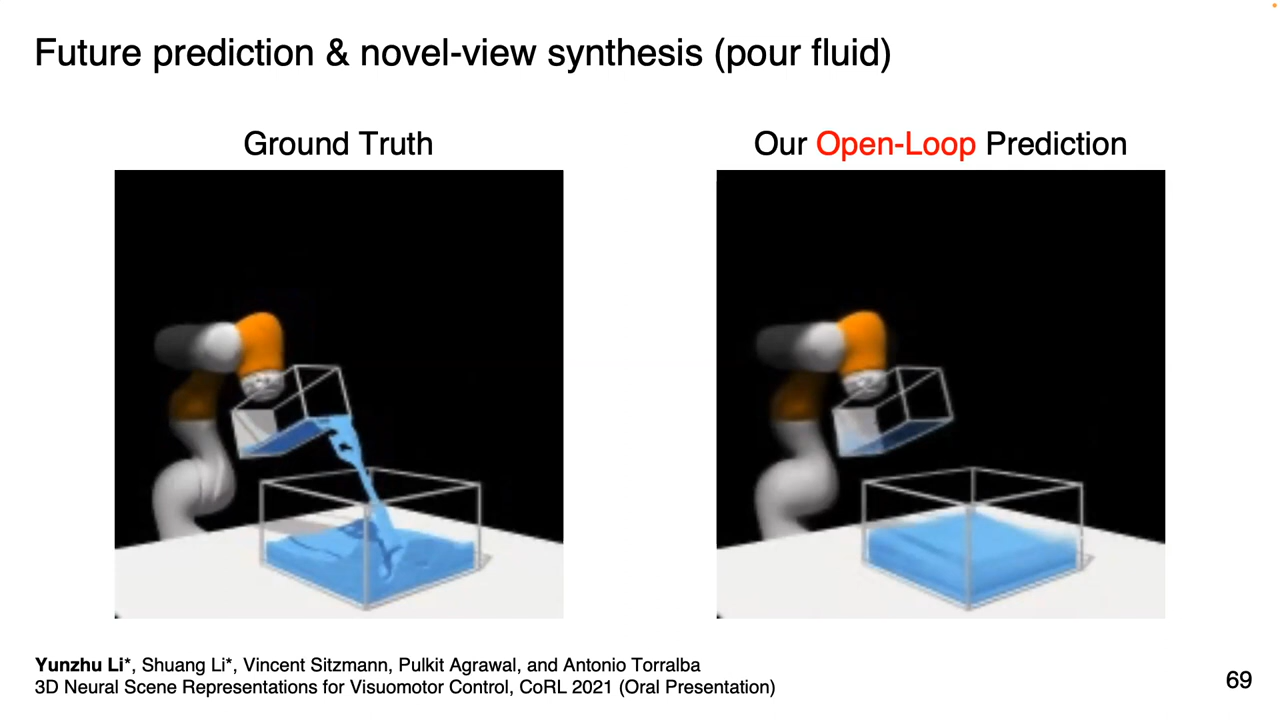 Future prediction & novel-view synthesis (pour fluid)
Ground Truth
Our Open-Loop Prediction
Yunzhu Li*, Shuang Li*, Vincent Sitzmann, Pulkit Agrawal, and Antonio Torralba
3D Neural Scene Representations for Visuomotor Control, CoRL 2021 (Oral Presentation)
69